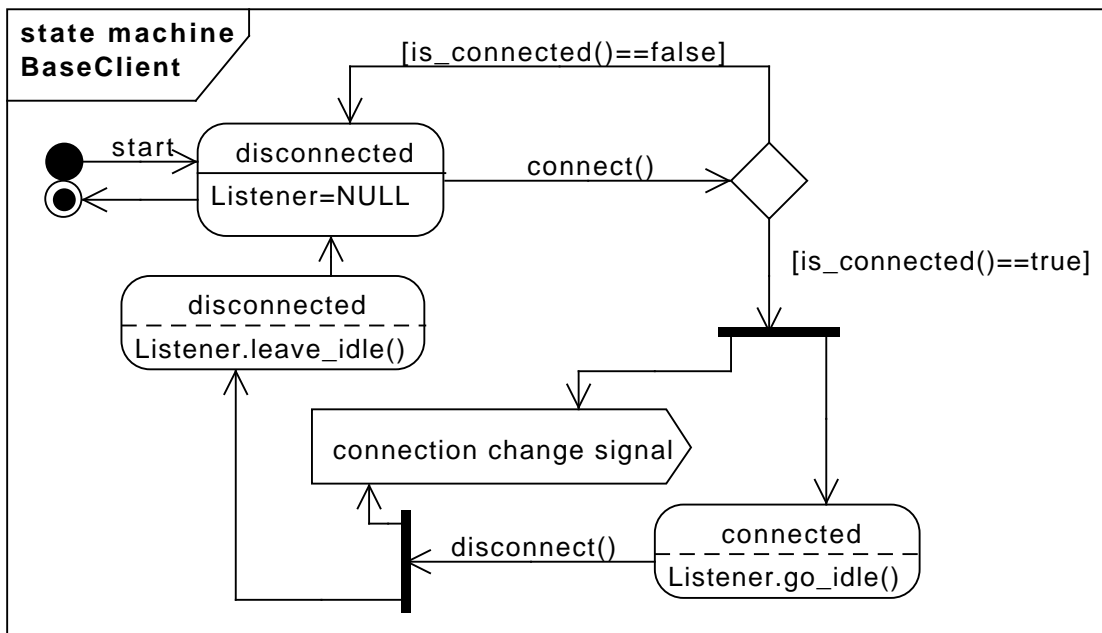 state machine
BaseClient
[is_connected()==false]
start
disconnected
connect()
Listener=NULL
[is_connected()==true]
disconnected
Listener.leave_idle()
connection change signal
connected
disconnect()
Listener.go_idle()